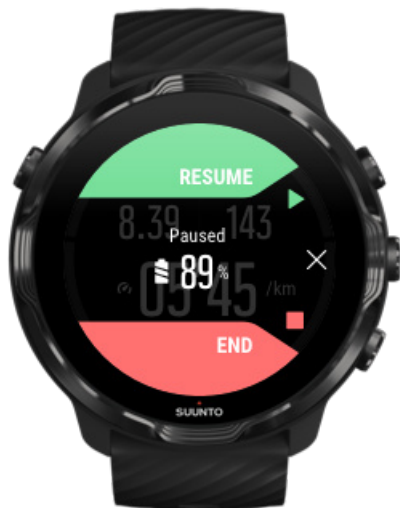 RESUME
8.39 143
Paused
89%
05'45 /km
END
SUUNTO